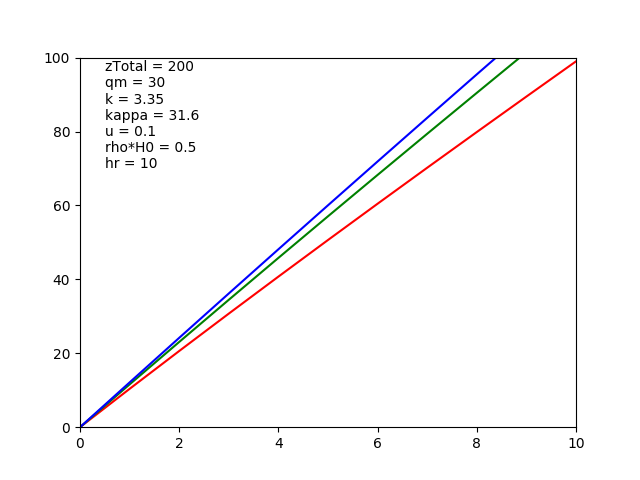 100
80
60
40
20
0
zTotal = 200
qm = 30
k = 3.35
kappa = 31.6
u = 0.1
rho*H0 = 0.5
hr = 10
0 2 4 6 8 10